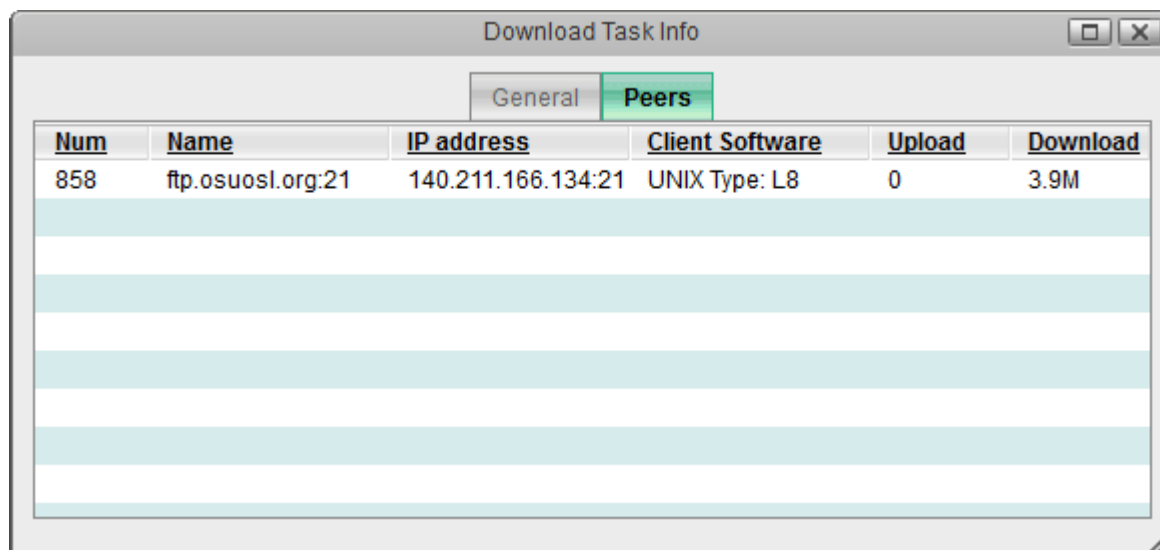 Download Task Info
General Peers
Num Name IP address Client Software Upload Download
858 ftp.osuosl.org:21 140.211.166.134:21 UNIX Type: L8 0 3.9M